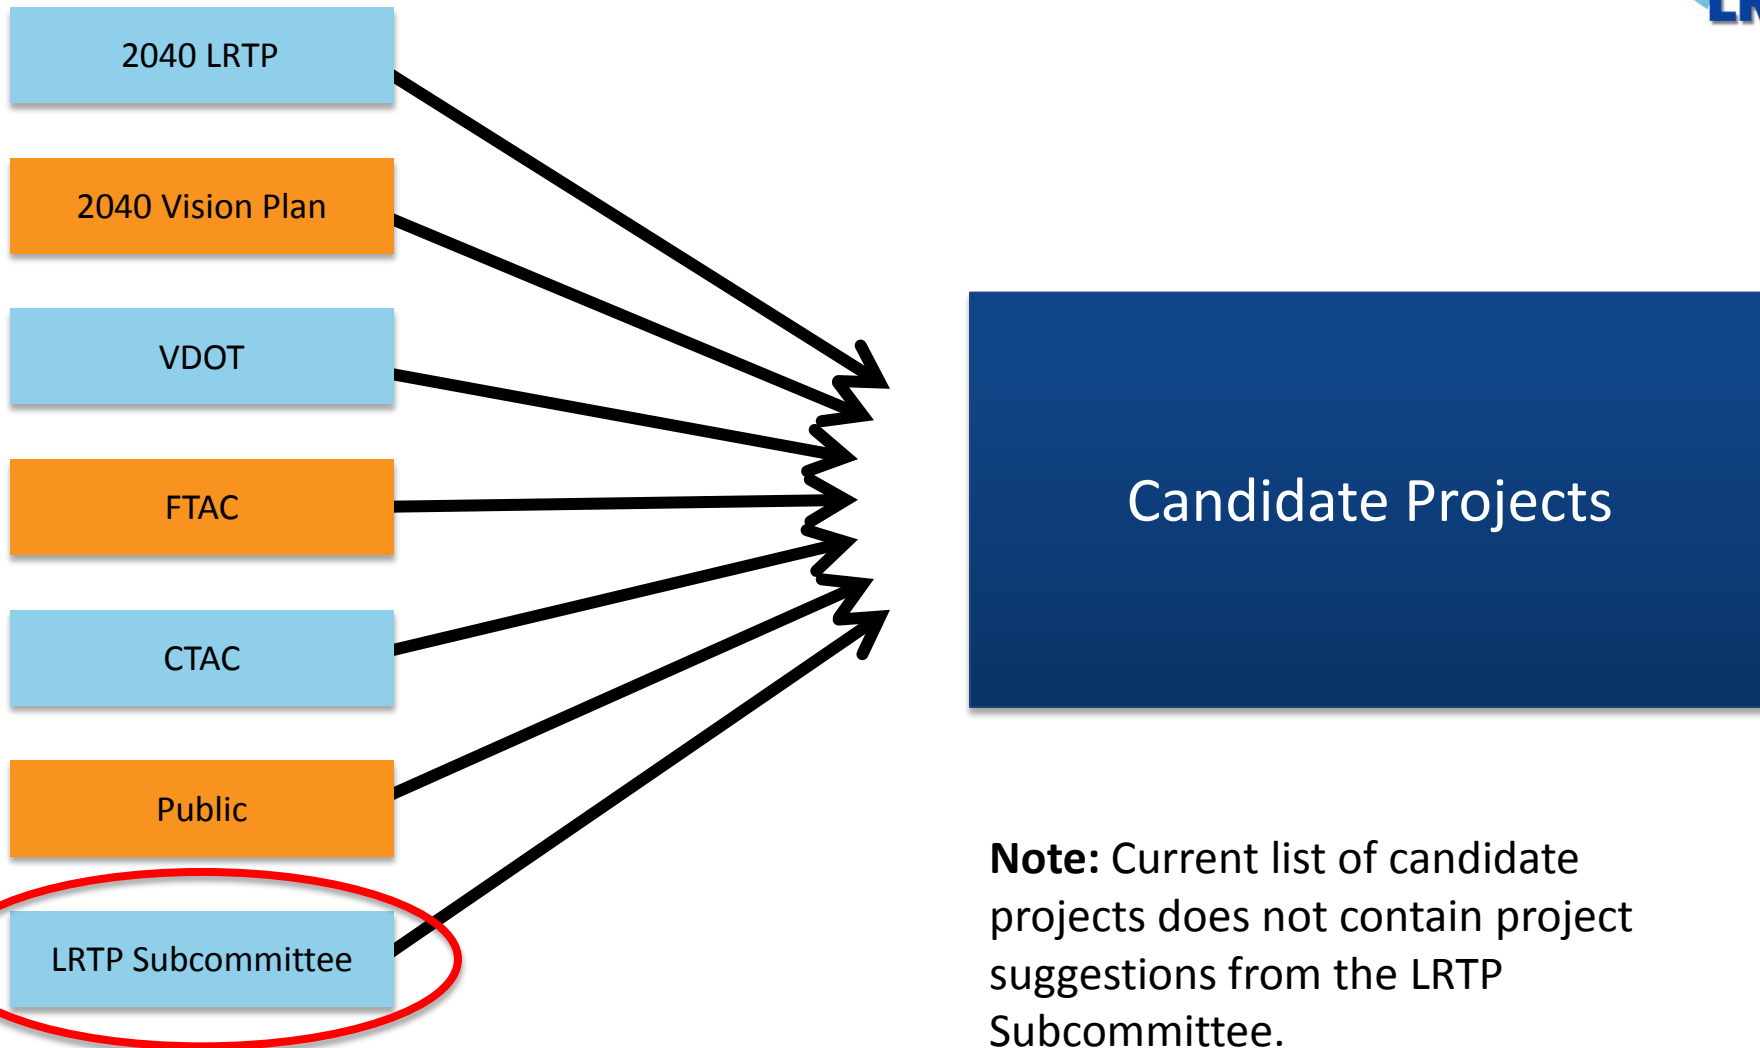 2040 LRTP
2040 Vision Plan
VDOT
FTAC
CTAC
Public
LRTP Subcommittee
Candidate Projects
Note: Current list of candidate
projects does not contain project
suggestions from the LRTP
Subcommittee.